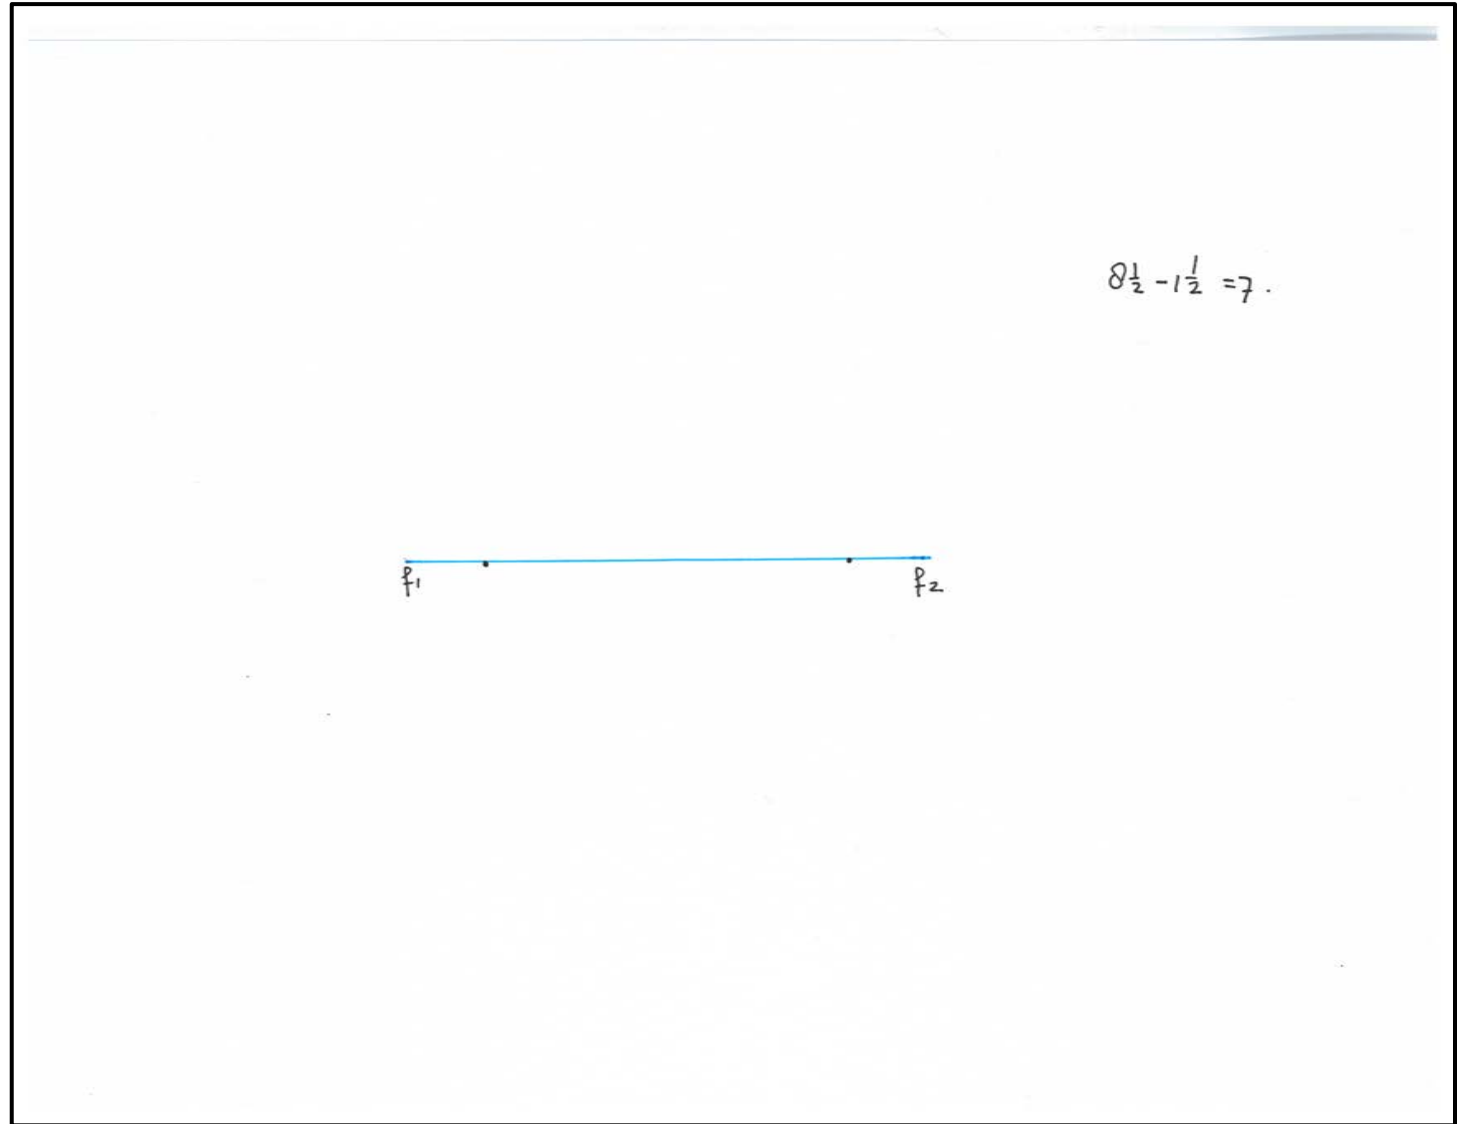 8½ - 1½ = 7.
f₁ f₂